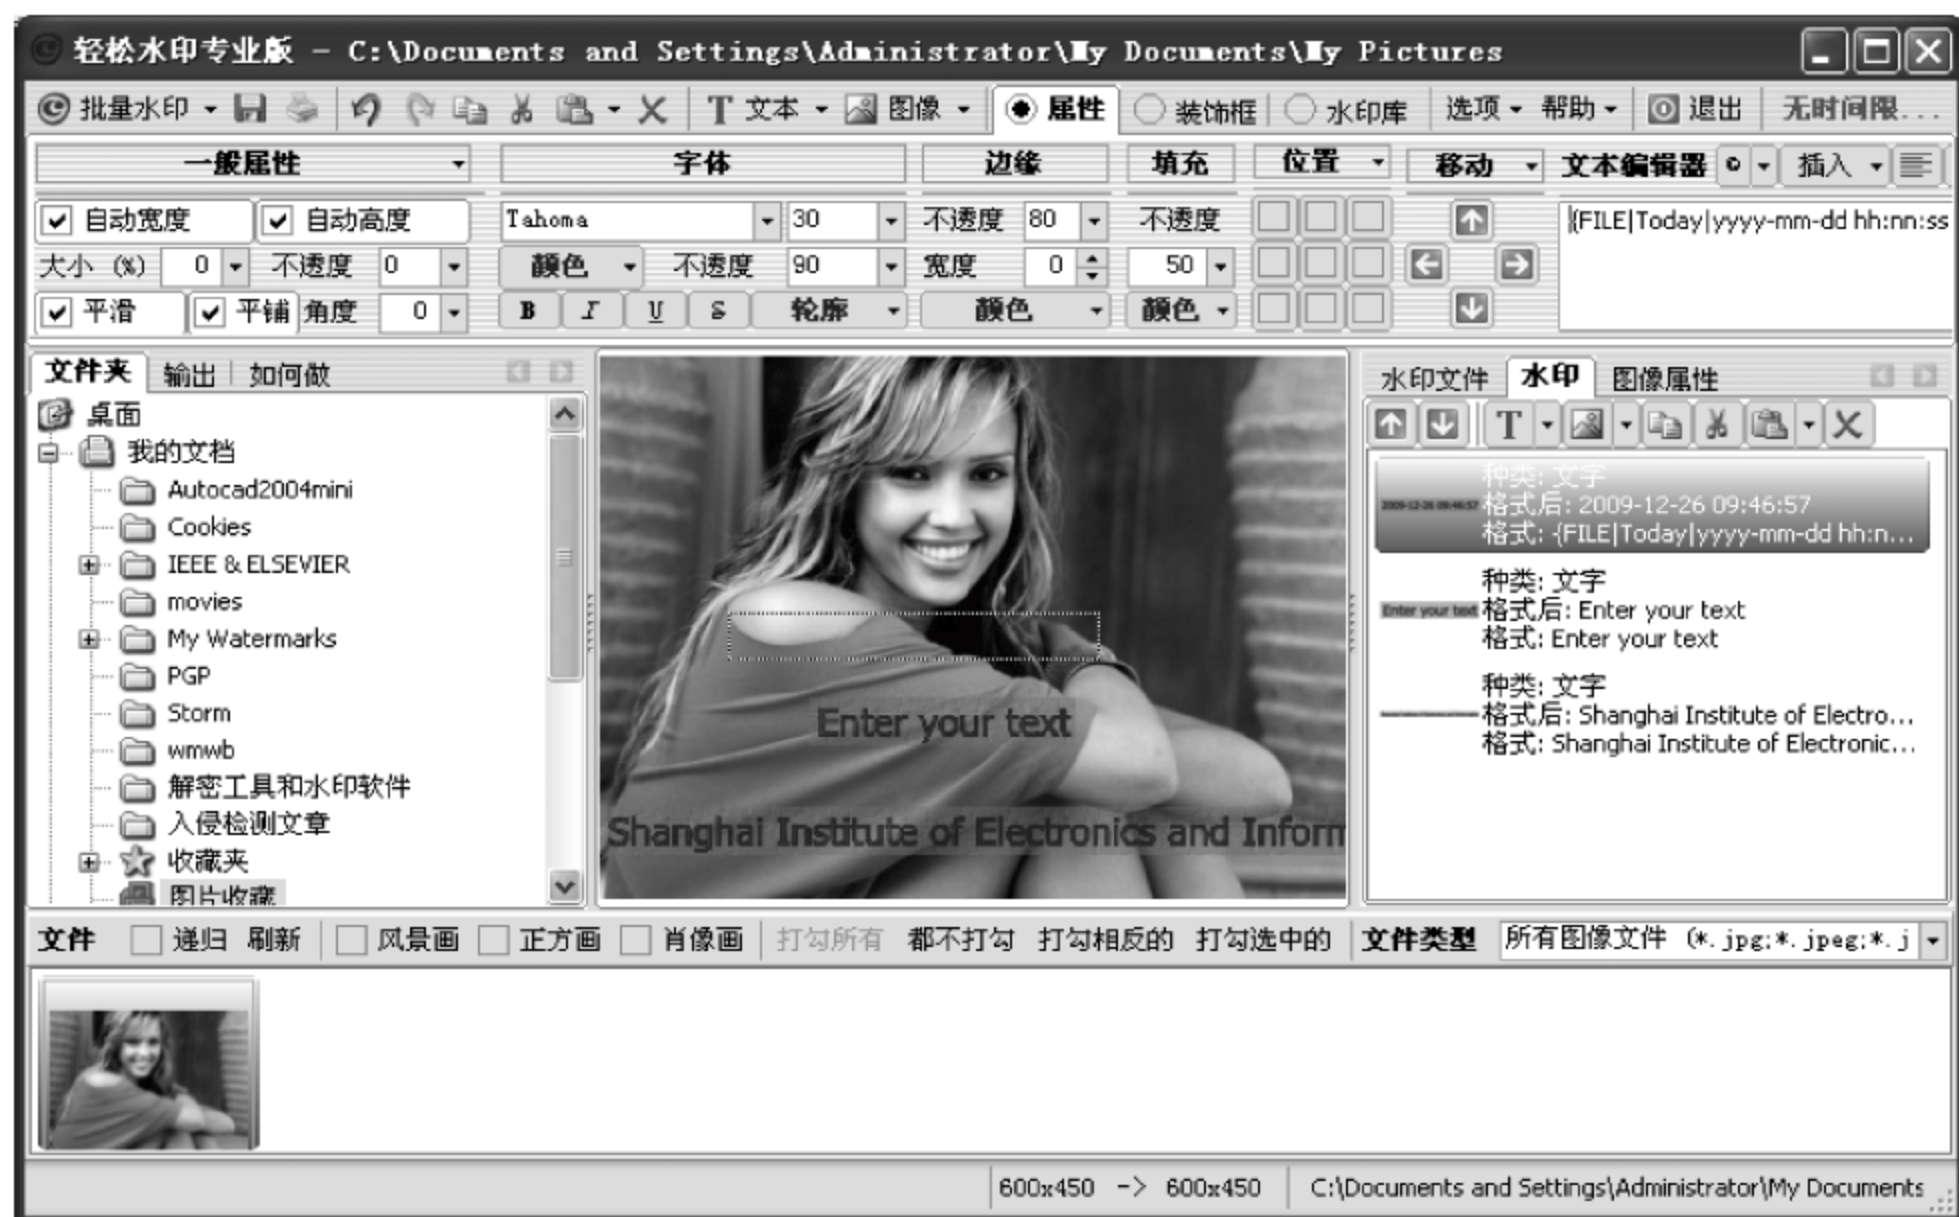 轻松水印专业版 - C:\Documents and Settings\Administrator\My Documents\My Pictures
批量水印 T 文本 图像 属性 装饰框 水印库 选项 帮助 退出 无时间限...
一般属性 字体 边缘 填充 位置 移动 文本编辑器 © 插入
自动宽度 自动高度 Tahoma 30 不透度 80 不透度 {FILE|Today|yyyy-mm-dd hh:nn:ss
大小 (%) 0 不透度 0 颜色 不透度 90 宽度 0 50
平滑 平铺 角度 0 B I U S 轮廓 颜色 颜色
文件夹 输出 如何做
桌面
我的文档
Autocad2004mini
Cookies
IEEE & ELSEVIER
movies
My Watermarks
PGP
Storm
wmwb
解密工具和水印软件
入侵检测文章
收藏夹
图片收藏
Enter your text
Shanghai Institute of Electronics and Inform
水印文件 水印 图像属性
T
种类: 文字
2009-12-26 09:46:57 格式后: 2009-12-26 09:46:57
格式: {FILE|Today|yyyy-mm-dd hh:n...
种类: 文字
Enter your text 格式后: Enter your text
格式: Enter your text
种类: 文字
格式后: Shanghai Institute of Electro...
格式: Shanghai Institute of Electronic...
文件 递归 刷新 风景画 正方画 肖像画 打勾所有 都不打勾 打勾相反的 打勾选中的 文件类型 所有图像文件 (*.jpg;*.jpeg;*.j
600x450 -> 600x450 C:\Documents and Settings\Administrator\My Documents